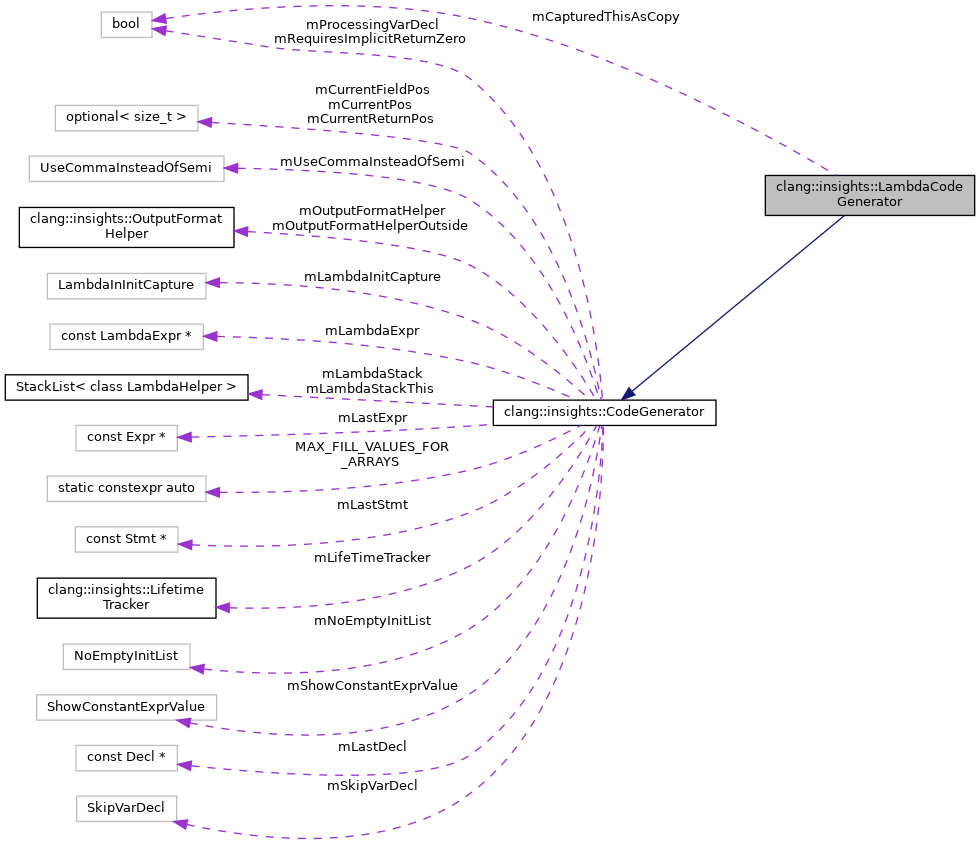 mCapturedThisAsCopy
bool
mProcessingVarDecl
mRequiresImplicitReturnZero
mCurrentFieldPos
mCurrentPos
mCurrentReturnPos
optional< size_t >
mUseCommaInsteadOfSemi
UseCommaInsteadOfSemi
clang::insights::LambdaCode
Generator
mOutputFormatHelper
mOutputFormatHelperOutside
clang::insights::OutputFormat
Helper
mLambdaInitCapture
LambdaInInitCapture
mLambdaExpr
const LambdaExpr *
mLambdaStack
mLambdaStackThis
StackList< class LambdaHelper >
clang::insights::CodeGenerator
mLastExpr
const Expr *
MAX_FILL_VALUES_FOR
_ARRAYS
static constexpr auto
mLastStmt
const Stmt *
mLifeTimeTracker
clang::insights::Lifetime
Tracker
mNoEmptyInitList
NoEmptyInitList
mShowConstantExprValue
ShowConstantExprValue
mLastDecl
const Decl *
mSkipVarDecl
SkipVarDecl